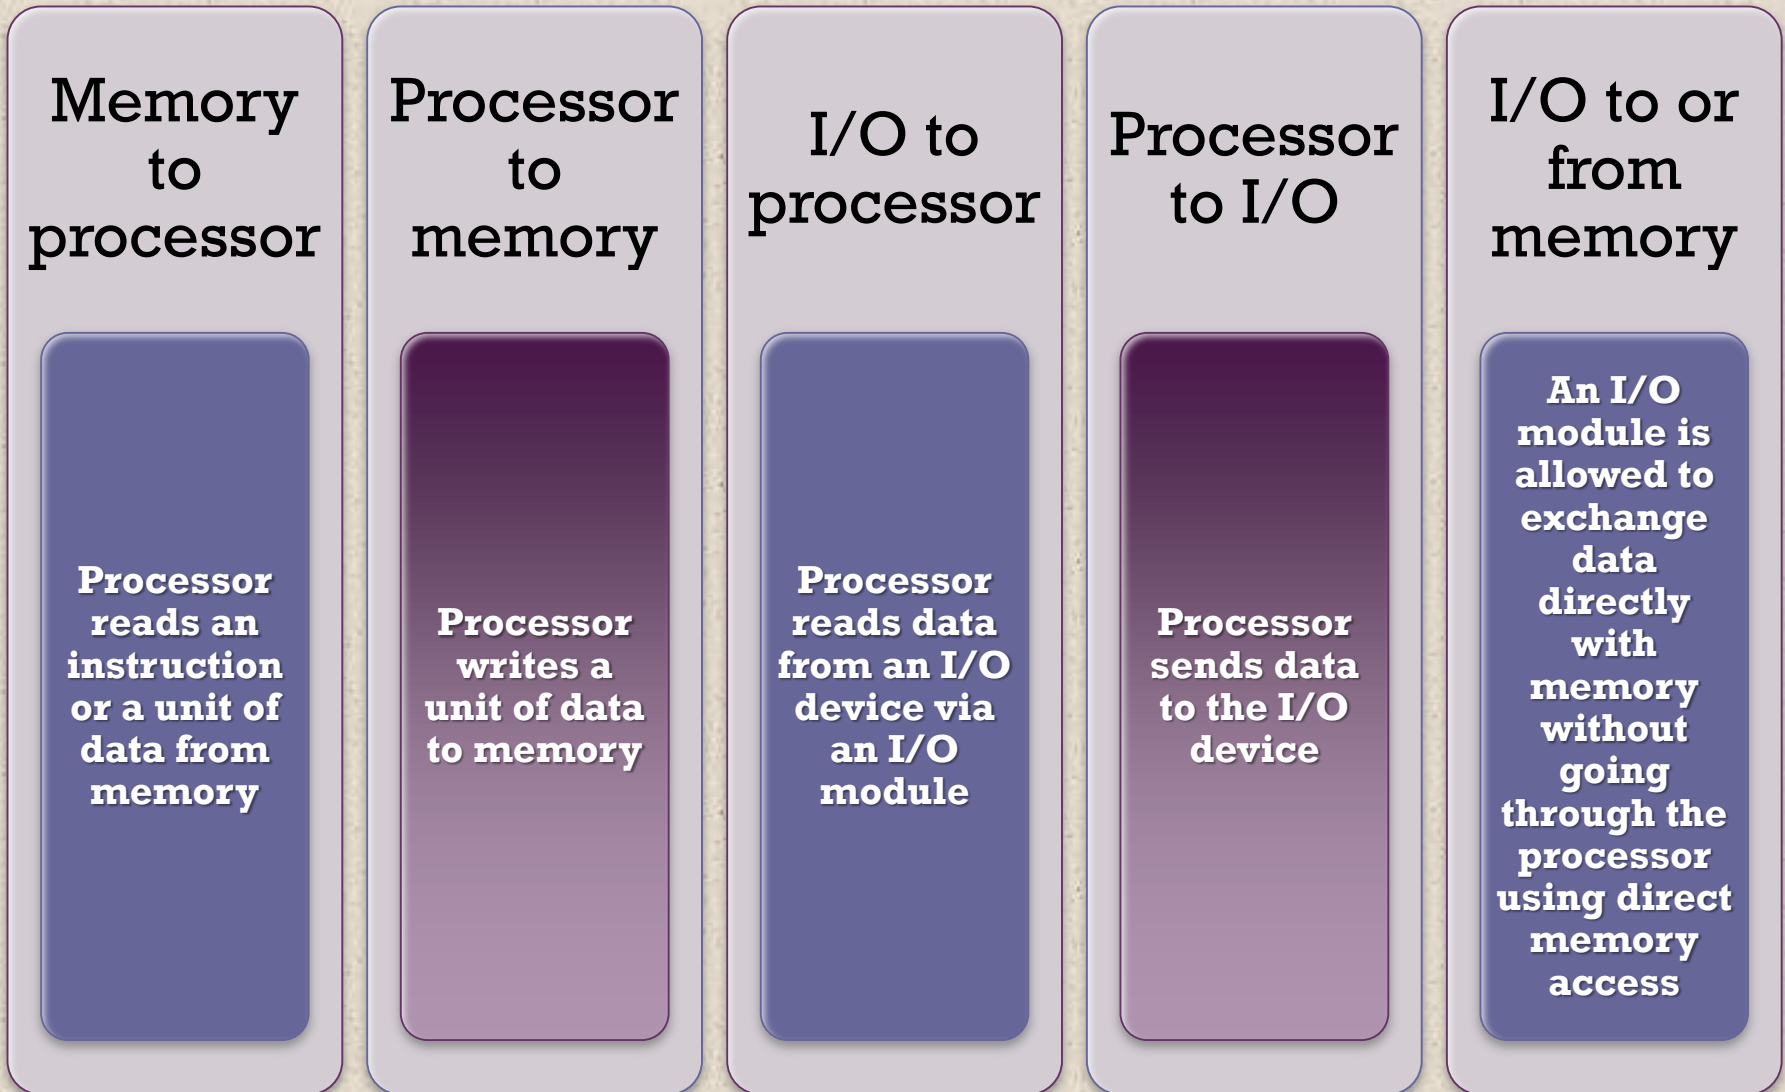 Memory
to
processor
Processor
reads an
instruction
or a unit of
data from
memory
Processor
to
memory
Processor
writes a
unit of data
to memory
I/O to
processor
Processor
reads data
from an I/O
device via
an I/O
module
Processor
to I/O
Processor
sends data
to the I/O
device
I/O to or
from
memory
An I/O
module is
allowed to
exchange
data
directly
with
memory
without
going
through the
processor
using direct
memory
access